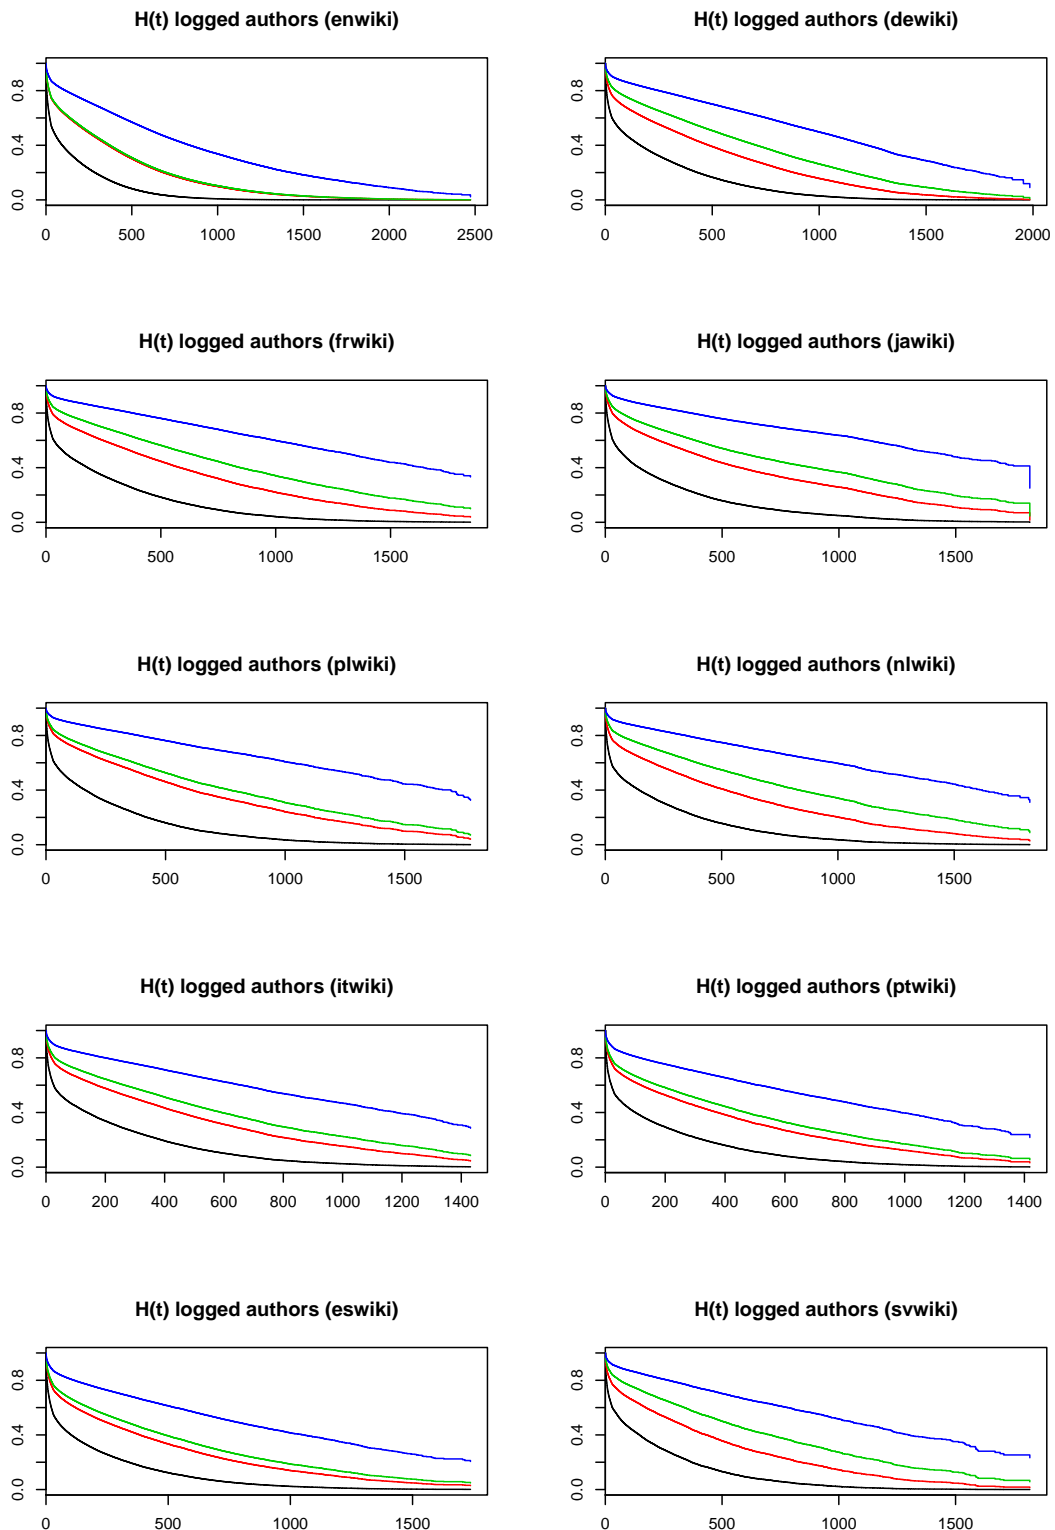 H(t) logged authors (enwiki)
0.0 0.4 0.8
0 500 1000 1500 2000 2500
H(t) logged authors (dewiki)
0.0 0.4 0.8
0 500 1000 1500 2000
H(t) logged authors (frwiki)
0.0 0.4 0.8
0 500 1000 1500
H(t) logged authors (jawiki)
0.0 0.4 0.8
0 500 1000 1500
H(t) logged authors (plwiki)
0.0 0.4 0.8
0 500 1000 1500
H(t) logged authors (nlwiki)
0.0 0.4 0.8
0 500 1000 1500
H(t) logged authors (itwiki)
0.0 0.4 0.8
0 200 400 600 800 1000 1200 1400
H(t) logged authors (ptwiki)
0.0 0.4 0.8
0 200 400 600 800 1000 1200 1400
H(t) logged authors (eswiki)
0.0 0.4 0.8
0 500 1000 1500
H(t) logged authors (svwiki)
0.0 0.4 0.8
0 500 1000 1500